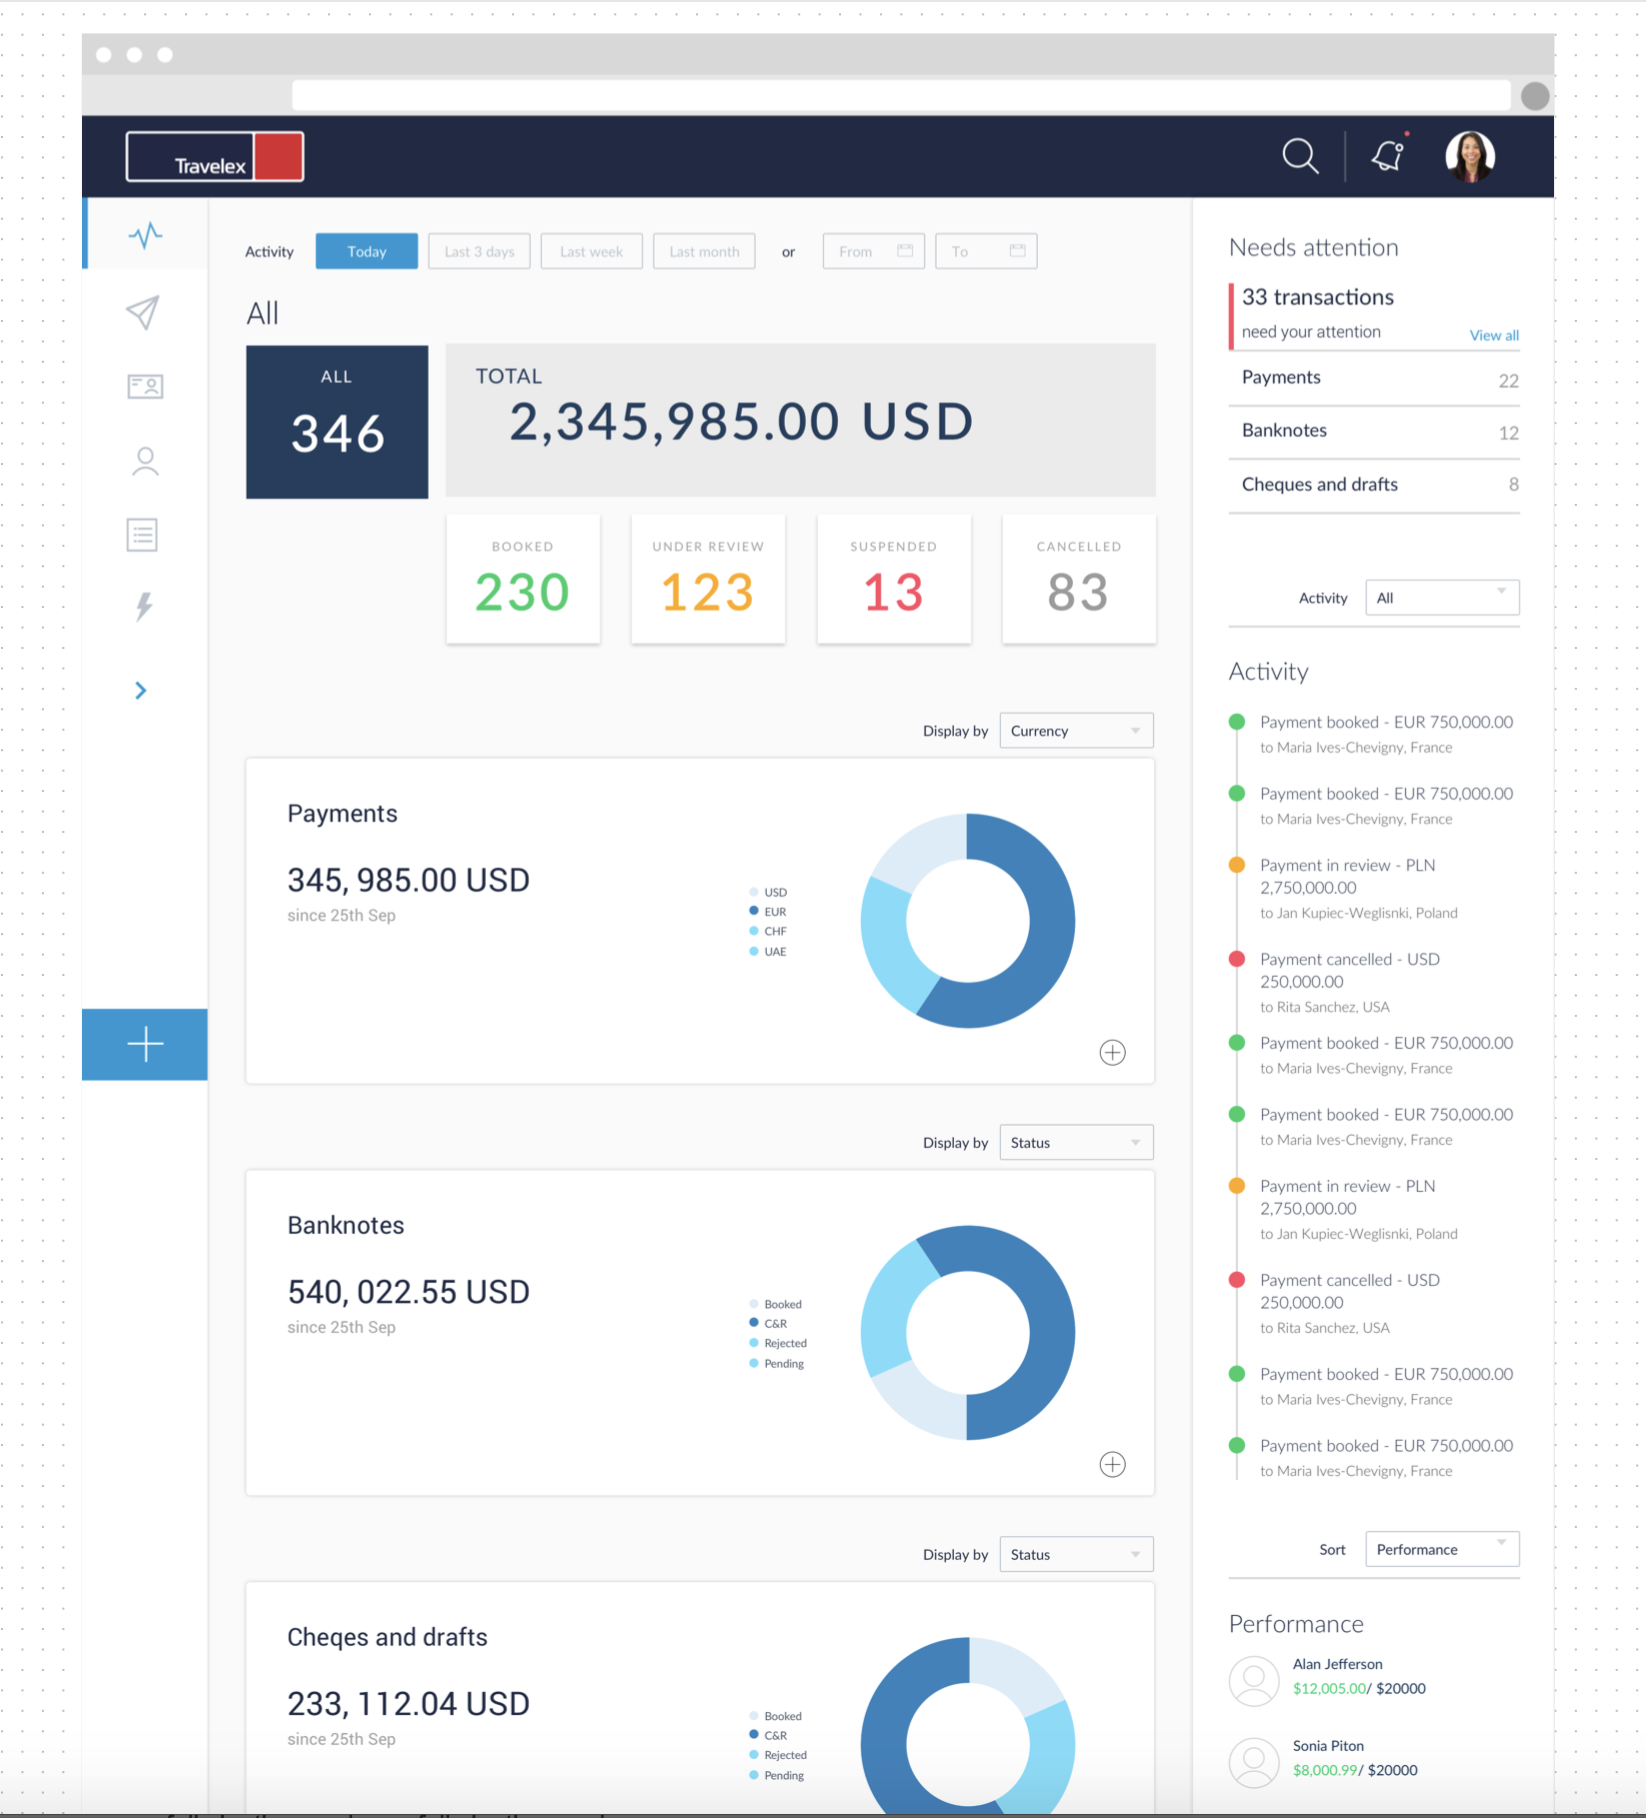 Travelex
Activity
Today
Last 3 days
Last week
Last month
or
From
To
All
ALL
346
TOTAL
2,345,985.00 USD
BOOKED
230
UNDER REVIEW
123
SUSPENDED
13
CANCELLED
83
Display by
Currency
Payments
345, 985.00 USD
since 25th Sep
USD
EUR
CHF
UAE
Display by
Status
Banknotes
540, 022.55 USD
since 25th Sep
Booked
C&R
Rejected
Pending
Display by
Status
Cheqes and drafts
233, 112.04 USD
since 25th Sep
Booked
C&R
Rejected
Pending
Needs attention
33 transactions
need your attention
View all
Payments 22
Banknotes 12
Cheques and drafts 8
Activity
All
Activity
Payment booked - EUR 750,000.00
to Maria Ives-Chevigny, France
Payment booked - EUR 750,000.00
to Maria Ives-Chevigny, France
Payment in review - PLN
2,750,000.00
to Jan Kupiec-Weglisnki, Poland
Payment cancelled - USD
250,000.00
to Rita Sanchez, USA
Payment booked - EUR 750,000.00
to Maria Ives-Chevigny, France
Payment booked - EUR 750,000.00
to Maria Ives-Chevigny, France
Payment in review - PLN
2,750,000.00
to Jan Kupiec-Weglisnki, Poland
Payment cancelled - USD
250,000.00
to Rita Sanchez, USA
Payment booked - EUR 750,000.00
to Maria Ives-Chevigny, France
Payment booked - EUR 750,000.00
to Maria Ives-Chevigny, France
Sort
Performance
Performance
Alan Jefferson
$12,005.00/ $20000
Sonia Piton
$8,000.99/ $20000